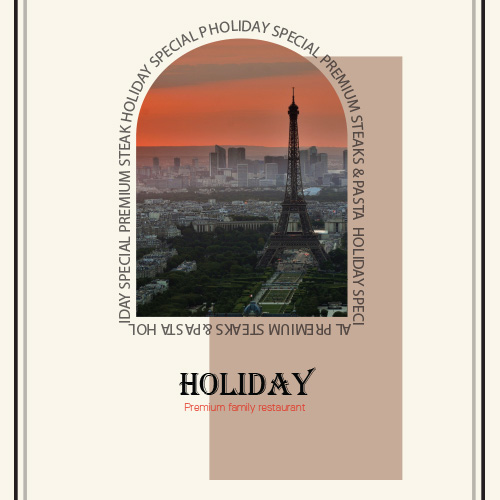 IDAY SPECIAL PREMIUM STEAK HOLIDAY SPECIAL P HOLIDAY SPECIAL PREMIUM STEAKS & PASTA HOLIDAY SPECI
AL PREMIUM STEAKS & PASTA HOL
HOLIDAY
Premium family restaurant